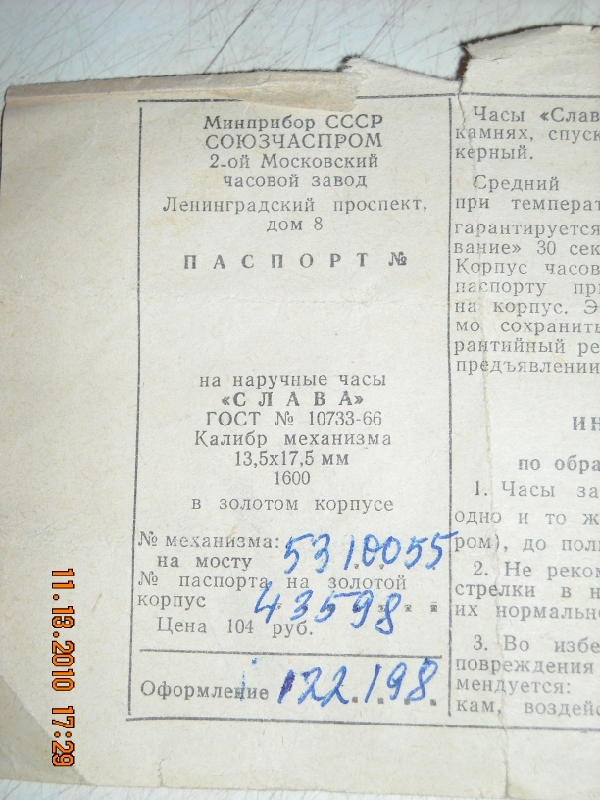 Минприбор СССР
СОЮЗЧАСПРОМ
2-ой Московский
часовой завод
Ленинградский проспект,
дом 8
ПАСПОРТ №
на наручные часы
«СЛАВА»
ГОСТ № 10733-66
Калибр механизма
13,5х17,5 мм
1600
в золотом корпусе
№ механизма:
на мосту 5310055
№ паспорта на золотой
корпус 43598
Цена 104 руб.
Оформление 122.198
Часы «Слав
камнях, спуск
керный.
Средний
при температ
гарантируется
вание» 30 сек
Корпус часов
паспорту при
на корпус. Э
мо сохранить
рантийный ре
предъявлении
ИН
по обра
1. Часы за
одно и то ж
ром), до полн
2. Не реком
стрелки в н
их нормально
3. Во избе
повреждения
мендуется:
кам, воздейс
11.13.2010 17:29